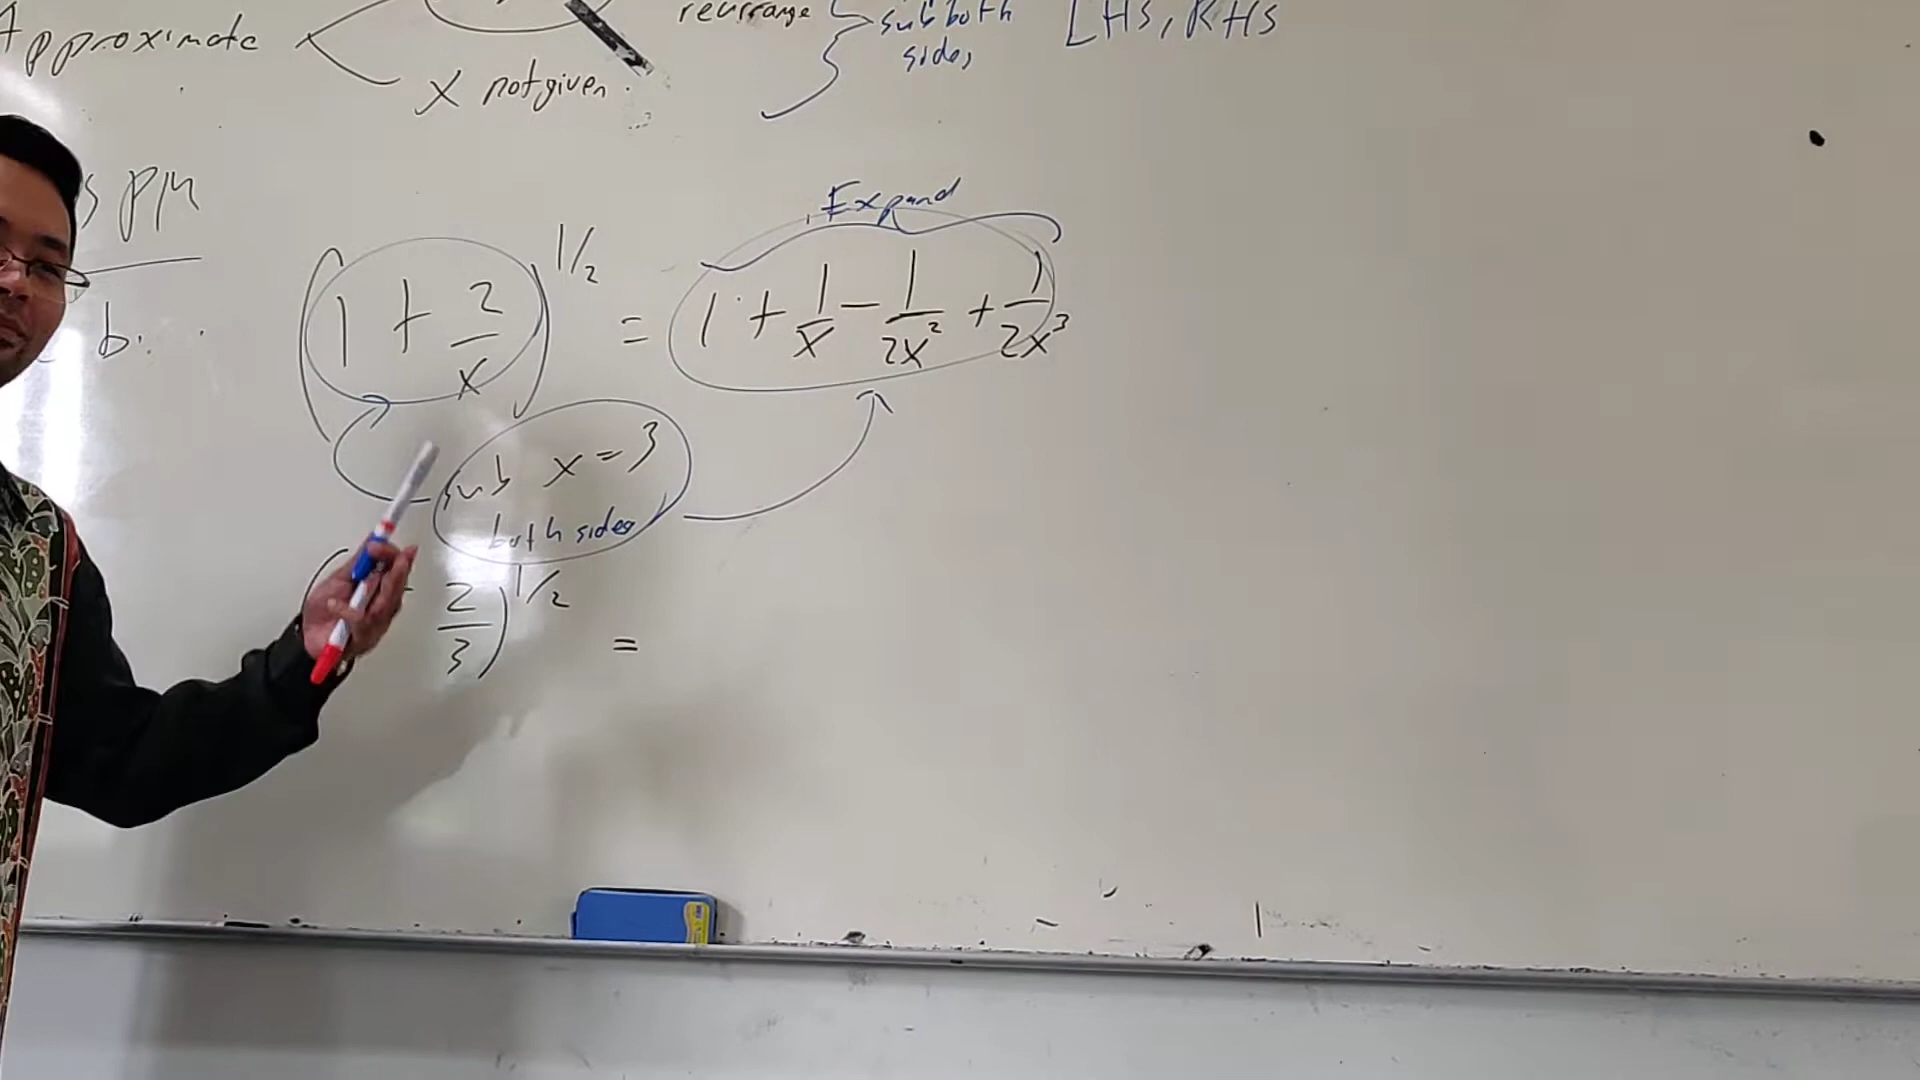 rearrange sub both LHS, RHS
Approximate sides
x not given
SPM
Expand
(1 + 2/x)^1/2 = 1 + 1/x - 1/2x² + 1/2x³
b.
sub x = 3
both sides
2/3)^1/2 =